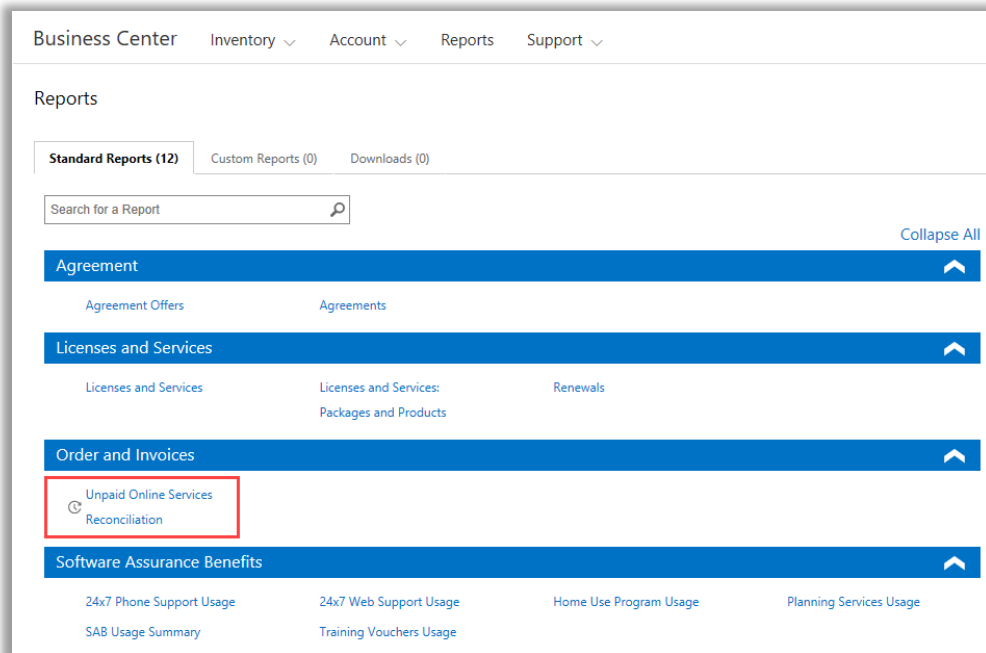 Business Center Inventory Account Reports Support
Reports
Standard Reports (12) Custom Reports (0) Downloads (0)
Search for a Report
Collapse All
Agreement
Agreement Offers Agreements
Licenses and Services
Licenses and Services Licenses and Services: Renewals
Packages and Products
Order and Invoices
Unpaid Online Services
Reconciliation
Software Assurance Benefits
24x7 Phone Support Usage 24x7 Web Support Usage Home Use Program Usage Planning Services Usage
SAB Usage Summary Training Vouchers Usage